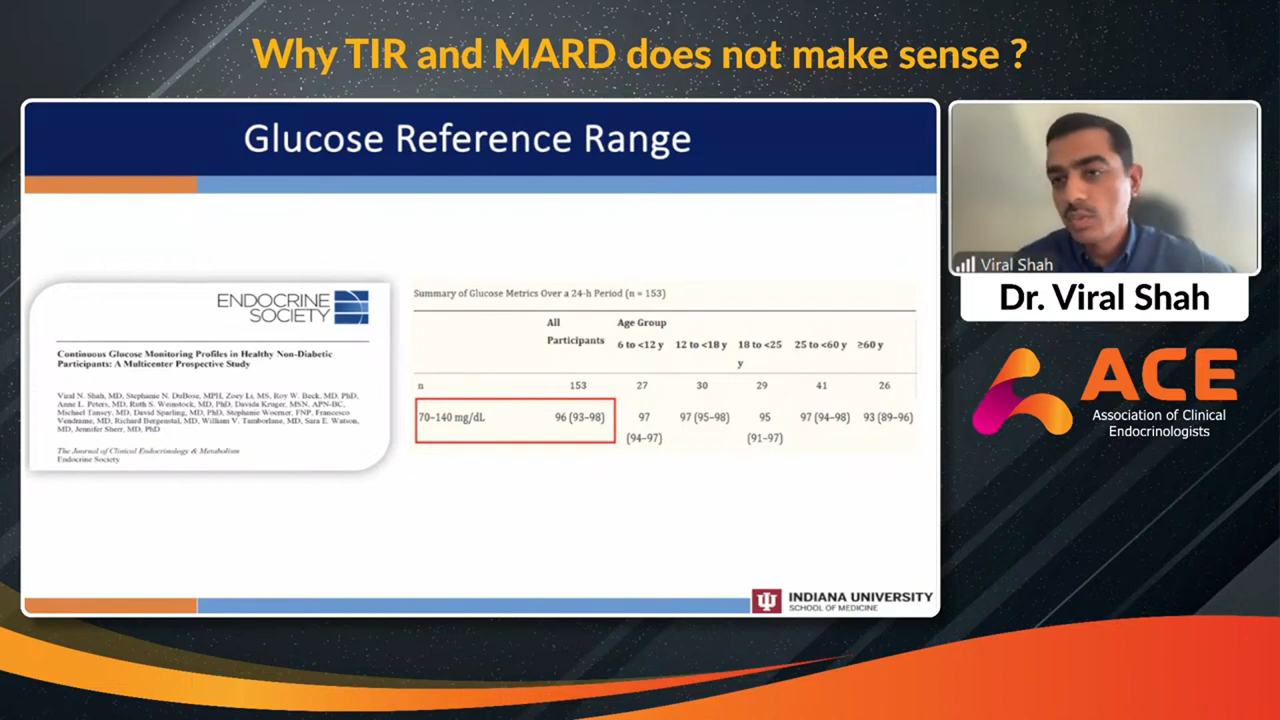 Why TIR and MARD does not make sense ?
Glucose Reference Range
ENDOCRINE
SOCIETY
Continuous Glucose Monitoring Profiles in Healthy Non-Diabetic
Participants: A Multicenter Prospective Study
Viral N. Shah, MD, Stephanie N. DuBose, MPH, Zoey Li, MS, Roy W. Beck, MD, PhD,
Anne L. Peters, MD, Ruth S. Weinstock, MD, PhD, Davida Kruger, MSN, APN-BC,
Michael Tansey, MD, David Sparling, MD, PhD, Stephanie Woerner, FNP, Francesco
Vendrame, MD, Richard Bergenstal, MD, William V. Tamborlane, MD, Sara E. Watson,
MD, Jennifer Sherr, MD, PhD
The Journal of Clinical Endocrinology & Metabolism
Endocrine Society
Summary of Glucose Metrics Over a 24-h Period (n = 153)
All Participants Age Group
6 to <12 y 12 to <18 y 18 to <25 y 25 to <60 y ≥60 y
n 153 27 30 29 41 26
70–140 mg/dL 96 (93–98) 97 (94–97) 97 (95–98) 95 (91–97) 97 (94–98) 93 (89–96)
INDIANA UNIVERSITY
SCHOOL OF MEDICINE
Viral Shah
Dr. Viral Shah
ACE
Association of Clinical
Endocrinologists